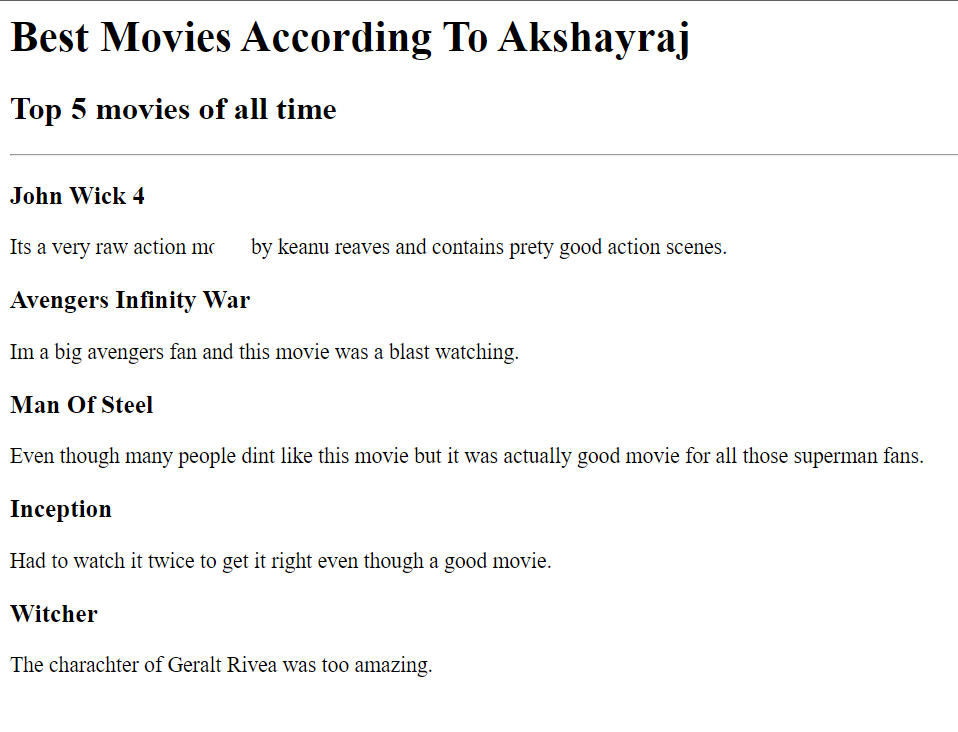 Best Movies According To Akshayraj
Top 5 movies of all time
John Wick 4
Its a very raw action by keanu reaves and contains prety good action scenes.
Avengers Infinity War
Im a big avengers fan and this movie was a blast watching.
Man Of Steel
Even though many people dint like this movie but it was actually good movie for all those superman fans.
Inception
Had to watch it twice to get it right even though a good movie.
Witcher
The charachter of Geralt Rivea was too amazing.